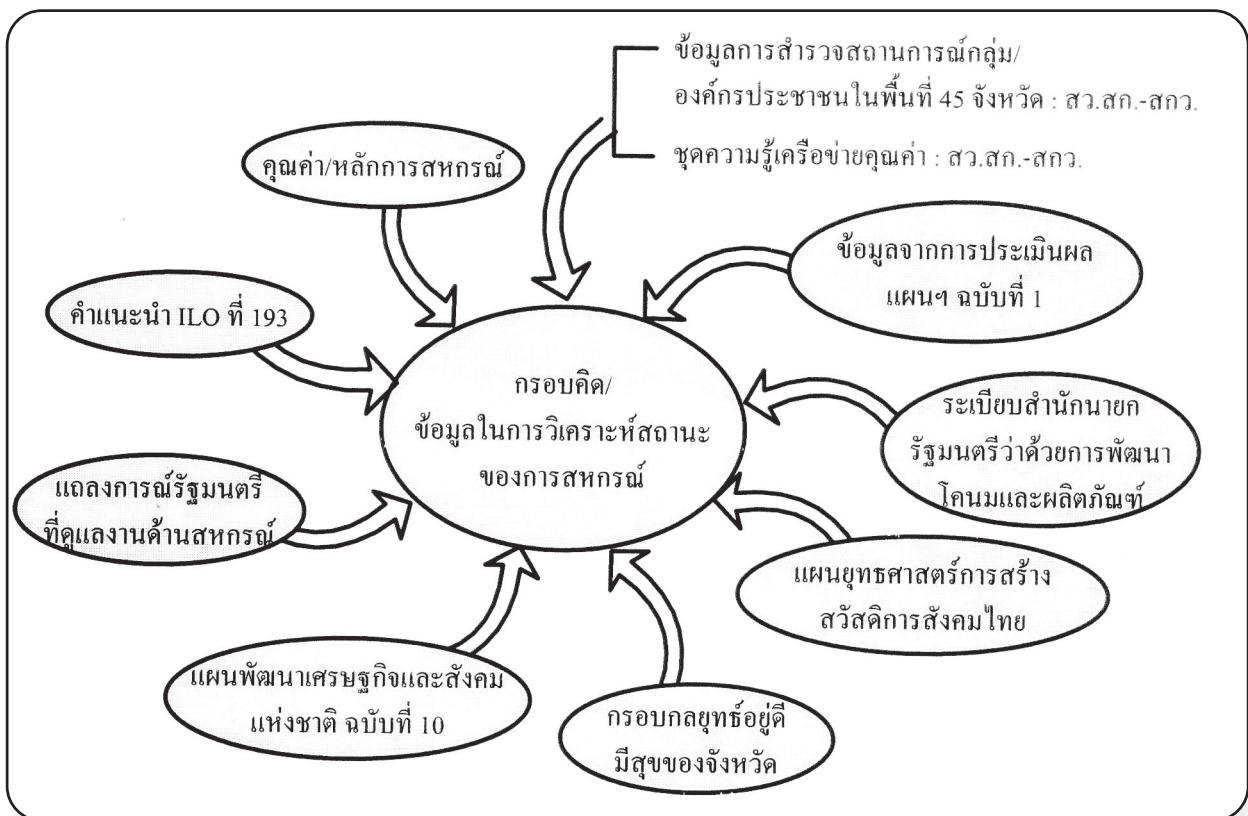 ข้อมูลการสำรวจสถานการณ์กลุ่ม/
องค์กรประชาชนในพื้นที่ 45 จังหวัด : สว.สก.-สกว.
ชุดความรู้เครือข่ายคุณค่า : สว.สก.-สกว.
คุณค่า/หลักการสหกรณ์
ข้อมูลจากการประเมินผล
แผนฯ ฉบับที่ 1
คำแนะนำ ILO ที่ 193
กรอบคิด/
ข้อมูลในการวิเคราะห์สถานะ
ของการสหกรณ์
ระเบียบสำนักนายก
รัฐมนตรีว่าด้วยการพัฒนา
โคนมและผลิตภัณฑ์
แถลงการณ์รัฐมนตรี
ที่ดูแลงานด้านสหกรณ์
แผนยุทธศาสตร์การสร้าง
สวัสดิการสังคมไทย
แผนพัฒนาเศรษฐกิจและสังคม
แห่งชาติ ฉบับที่ 10
กรอบกลยุทธ์อยู่ดี
มีสุขของจังหวัด